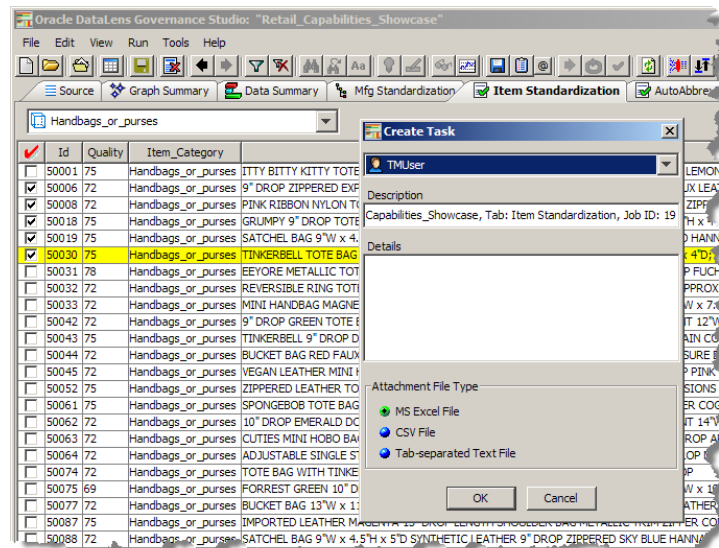 Oracle DataLens Governance Studio: "Retail_Capabilities_Showcase"
File Edit View Run Tools Help
Source Graph Summary Data Summary Mfg Standardization Item Standardization AutoAbbre
Handbags_or_purses
Create Task
TMUser
Description
Capabilities_Showcase, Tab: Item Standardization, Job ID: 19
Details
Attachment File Type
MS Excel File
CSV File
Tab-separated Text File
OK Cancel
Id Quality Item_Category
50001 75 Handbags_or_purses ITTY BITTY KITTY TOTE LEMON
50006 72 Handbags_or_purses 9" DROP ZIPPERED EXP
50008 72 Handbags_or_purses PINK RIBBON NYLON
50018 75 Handbags_or_purses GRUMPY 9" DROP TOTE
50019 75 Handbags_or_purses SATCHEL BAG 9"W x 4.
50030 75 Handbags_or_purses TINKERBELL TOTE BAG x 4"D;
50031 78 Handbags_or_purses EEYORE METALLIC TOT
50032 72 Handbags_or_purses REVERSIBLE RING TOTE
50033 72 Handbags_or_purses MINI HANDBAG MAGNE
50042 72 Handbags_or_purses 9" DROP GREEN TOTE
50043 75 Handbags_or_purses TINKERBELL 9" DROP
50044 72 Handbags_or_purses BUCKET BAG RED FAUX
50045 72 Handbags_or_purses VEGAN LEATHER MINI PINK
50052 75 Handbags_or_purses ZIPPERED LEATHER TO
50061 75 Handbags_or_purses SPONGEBOB TOTE BAG
50062 72 Handbags_or_purses 10" DROP EMERALD
50063 72 Handbags_or_purses CUTIES MINI HOBO
50064 72 Handbags_or_purses ADJUSTABLE SINGLE
50074 72 Handbags_or_purses TOTE BAG WITH TINKE
50075 69 Handbags_or_purses FORREST GREEN 10"
50077 72 Handbags_or_purses BUCKET BAG 13"W x
50087 75 Handbags_or_purses IMPORTED LEATHER MAGENTA 13" DROP LENGTH SHOULDER BAG METALLIC TRIM ZIPPER
50088 72 Handbags_or_purses SATCHEL BAG 9"W x 4.5"H x 5"D SYNTHETIC LEATHER 9" DROP ZIPPERED SKY BLUE HANNA